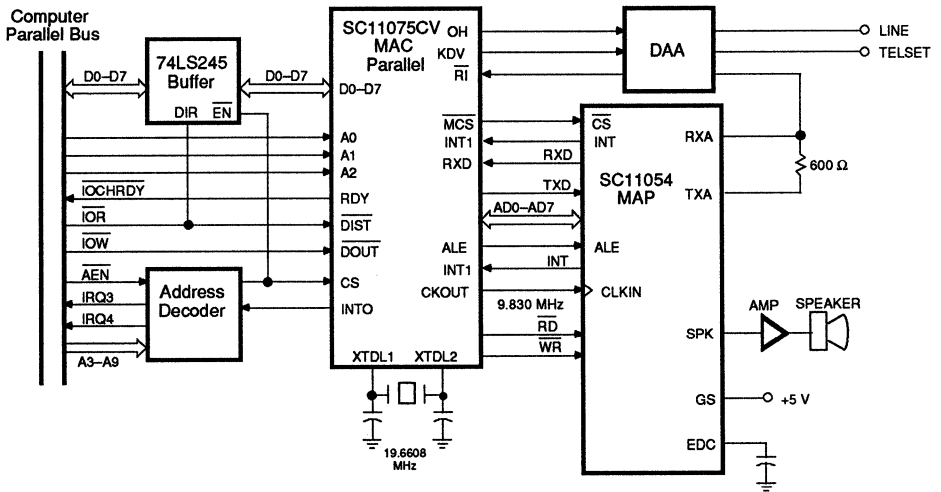 Computer
Parallel Bus
74LS245
Buffer
DIR EN
D0–D7
D0–D7
SC11075CV
MAC
Parallel
D0–D7
A0
A1
A2
RDY
DIST
DOUT
CS
INTO
XTDL1 XTDL2
OH
KDV
RI
MCS
INT1
RXD
ALE
INT1
CKOUT
IOCHRDY
IOR
IOW
AEN
IRQ3
IRQ4
A3–A9
Address
Decoder
19.6608
MHz
RXD
TXD
AD0–AD7
INT
9.830 MHz
RD
WR
DAA
LINE
TELSET
SC11054
MAP
CS
INT
ALE
CLKIN
RXA
TXA
SPK
GS
EDC
600 Ω
AMP
SPEAKER
+5 V